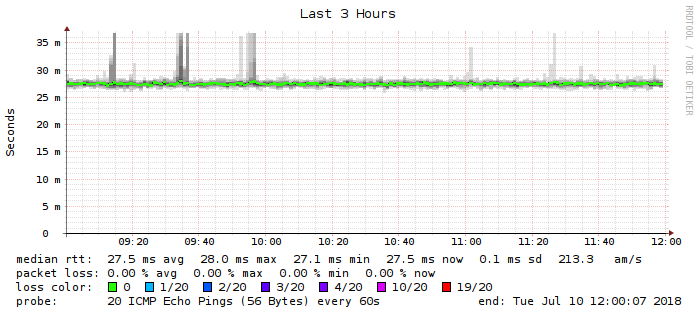 Last 3 Hours
RRDTOOL / TOBI OETIKER
Seconds
35 m
30 m
25 m
20 m
15 m
10 m
5 m
0
09:20 09:40 10:00 10:20 10:40 11:00 11:20 11:40 12:00
median rtt: 27.5 ms avg 28.0 ms max 27.1 ms min 27.5 ms now 0.1 ms sd 213.3 am/s
packet loss: 0.00 % avg 0.00 % max 0.00 % min 0.00 % now
loss color: 0 1/20 2/20 3/20 4/20 10/20 19/20
probe: 20 ICMP Echo Pings (56 Bytes) every 60s end: Tue Jul 10 12:00:07 2018